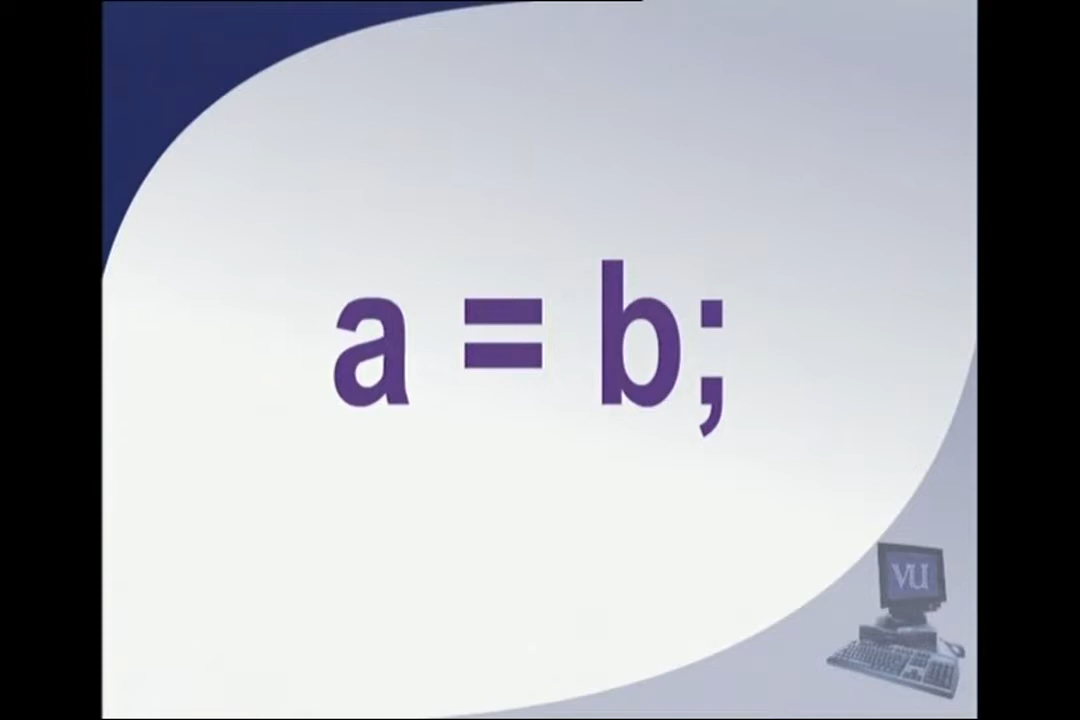 a = b;
VU